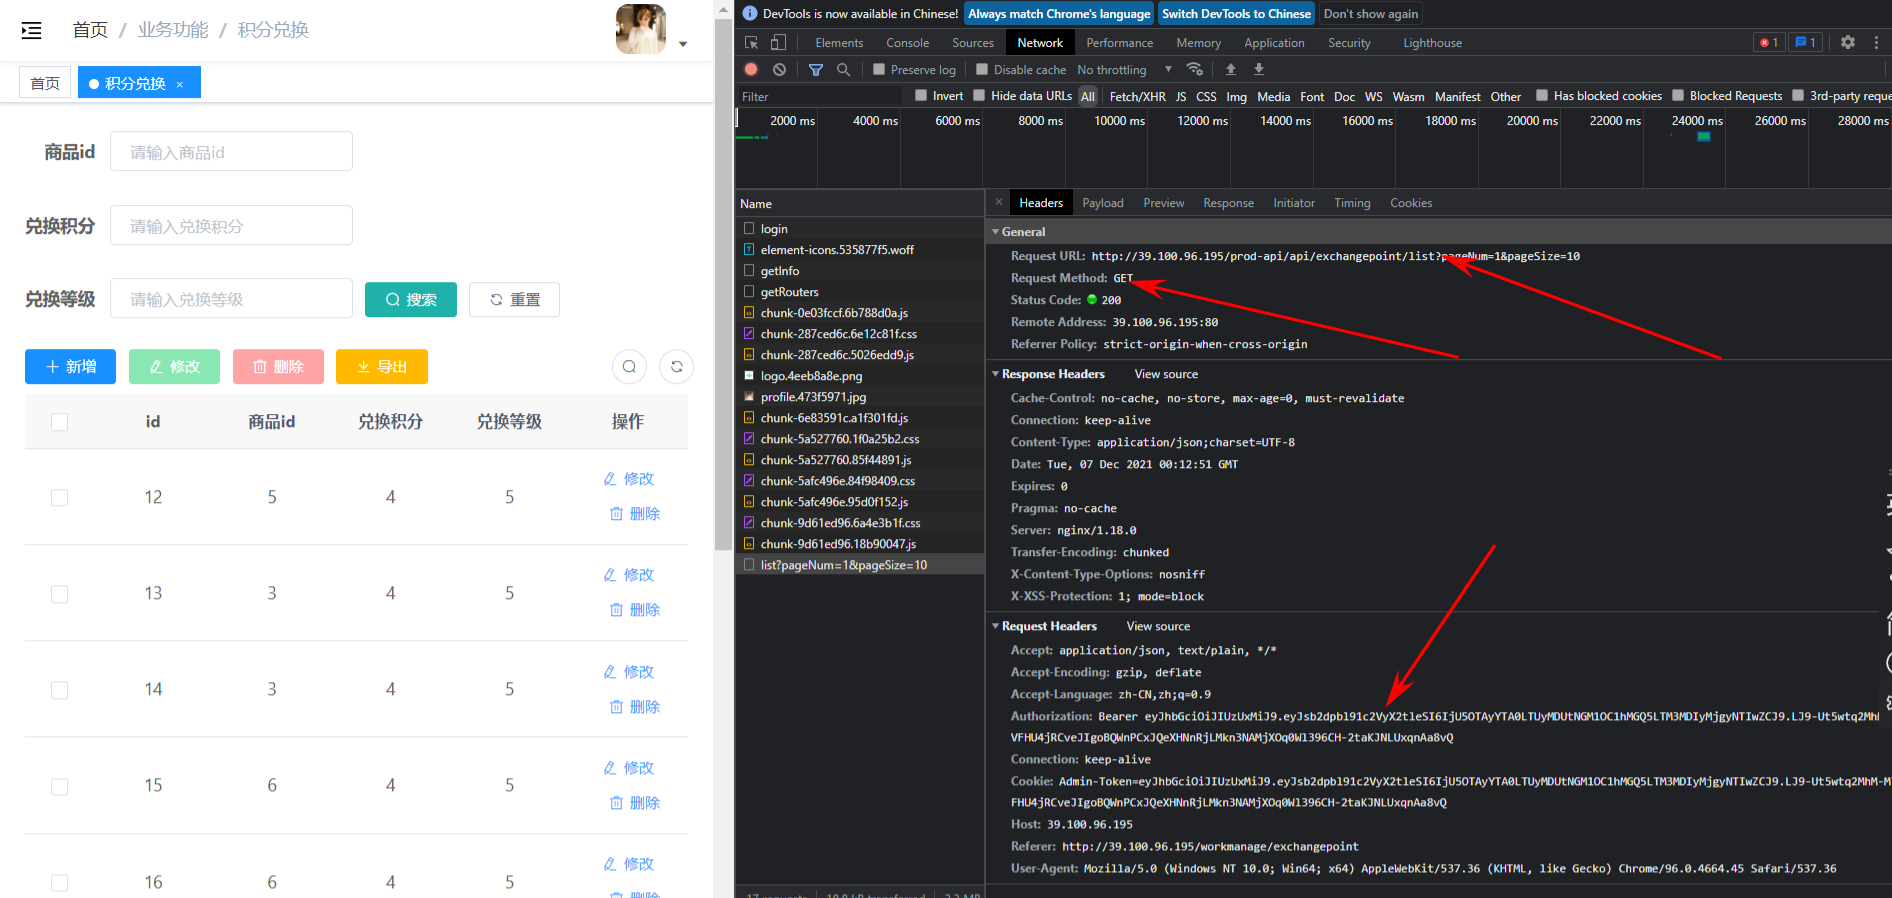 首页 / 业务功能 / 积分兑换
首页
积分兑换 ×
商品id 请输入商品id
兑换积分 请输入兑换积分
兑换等级 请输入兑换等级 搜索 重置
新增 修改 删除 导出
id 商品id 兑换积分 兑换等级 操作
12 5 4 5 修改
删除
13 3 4 5 修改
删除
14 3 4 5 修改
删除
15 6 4 5 修改
删除
16 6 4 5 修改
删除
DevTools is now available in Chinese! Always match Chrome's language Switch DevTools to Chinese Don't show again
Elements Console Sources Network Performance Memory Application Security Lighthouse 1 1
Preserve log Disable cache No throttling
Filter Invert Hide data URLs All Fetch/XHR JS CSS Img Media Font Doc WS Wasm Manifest Other Has blocked cookies Blocked Requests 3rd-party reque
2000 ms 4000 ms 6000 ms 8000 ms 10000 ms 12000 ms 14000 ms 16000 ms 18000 ms 20000 ms 22000 ms 24000 ms 26000 ms 28000 ms
Name
login
element-icons.535877f5.woff
getInfo
getRouters
chunk-0e03fccf.6b788d0a.js
chunk-287ced6c.6e12c81f.css
chunk-287ced6c.5026edd9.js
logo.4eeb8a8e.png
profile.473f5971.jpg
chunk-6e83591c.a1f301fd.js
chunk-5a527760.1f0a25b2.css
chunk-5a527760.85f44891.js
chunk-5afc496e.84f98409.css
chunk-5afc496e.95d0f152.js
chunk-9d61ed96.6a4e3b1f.css
chunk-9d61ed96.18b90047.js
list?pageNum=1&pageSize=10
× Headers Payload Preview Response Initiator Timing Cookies
General
Request URL: http://39.100.96.195/prod-api/api/exchangepoint/list?pageNum=1&pageSize=10
Request Method: GET
Status Code: 200
Remote Address: 39.100.96.195:80
Referrer Policy: strict-origin-when-cross-origin
Response Headers View source
Cache-Control: no-cache, no-store, max-age=0, must-revalidate
Connection: keep-alive
Content-Type: application/json;charset=UTF-8
Date: Tue, 07 Dec 2021 00:12:51 GMT
Expires: 0
Pragma: no-cache
Server: nginx/1.18.0
Transfer-Encoding: chunked
X-Content-Type-Options: nosniff
X-XSS-Protection: 1; mode=block
Request Headers View source
Accept: application/json, text/plain, */*
Accept-Encoding: gzip, deflate
Accept-Language: zh-CN,zh;q=0.9
Authorization: Bearer eyJhbGciOiJIUzUxMiJ9.eyJsb2dpbl91c2VyX2tleSI6IjU5OTAyYTA0LTUyMDUtNGM1OC1hMGQ5LTM3MDIyMjgyNTIwZCJ9.LJ9-Ut5wtq2Mh
VFHU4jRCveJIgoBQWnPCxJQeXHNnRjLMkn3NAMjXOq0Wl396CH-2taKJNLUxqnAa8vQ
Connection: keep-alive
Cookie: Admin-Token=eyJhbGciOiJIUzUxMiJ9.eyJsb2dpbl91c2VyX2tleSI6IjU5OTAyYTA0LTUyMDUtNGM1OC1hMGQ5LTM3MDIyMjgyNTIwZCJ9.LJ9-Ut5wtq2MhM-M
FHU4jRCveJIgoBQWnPCxJQeXHNnRjLMkn3NAMjXOq0Wl396CH-2taKJNLUxqnAa8vQ
Host: 39.100.96.195
Referer: http://39.100.96.195/workmanage/exchangepoint
User-Agent: Mozilla/5.0 (Windows NT 10.0; Win64; x64) AppleWebKit/537.36 (KHTML, like Gecko) Chrome/96.0.4664.45 Safari/537.36